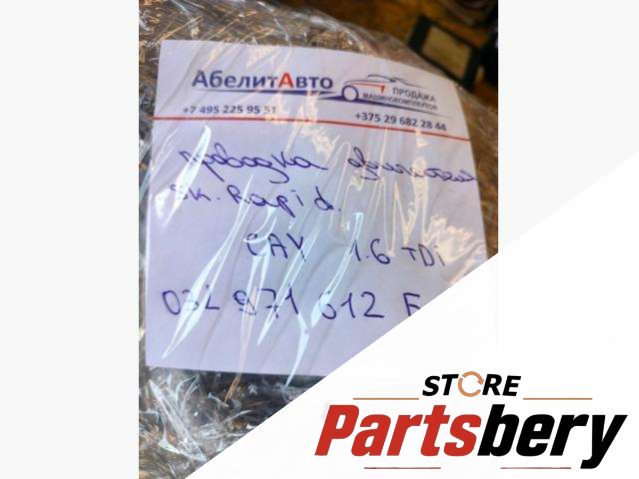 АбелитАвто
ПРОДАЖА
МАШИНОКОМПЛЕКТОВ
+7 495 225 95 51
+375 29 682 28 44
проводка двигателя
sk. Rapid.
CAY 1.6 TDi
03L 971 612 F
STORE
Partsbery